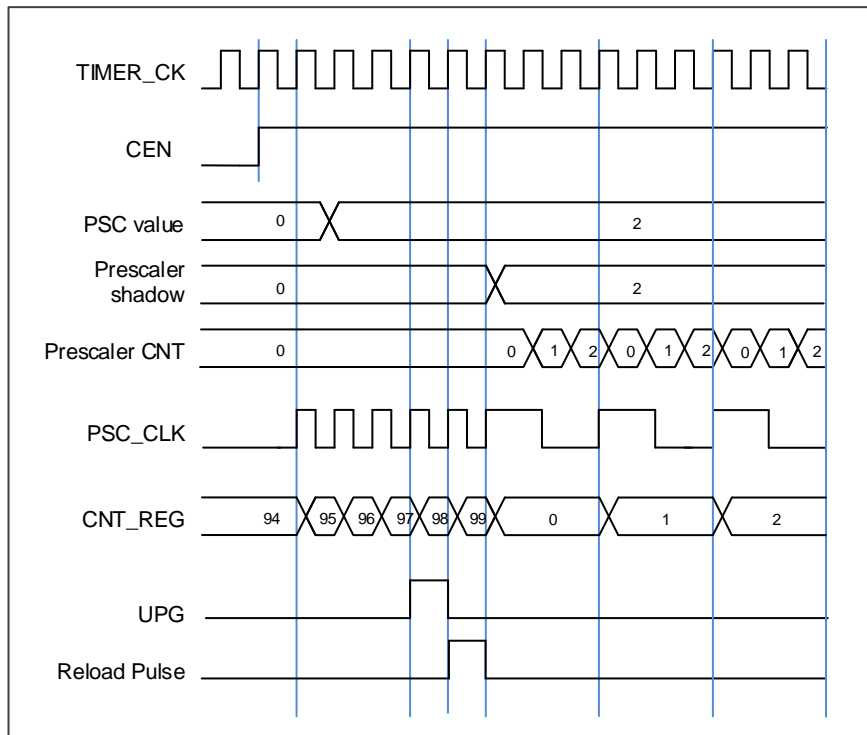 TIMER_CK
CEN
PSC value 0 2
Prescaler shadow 0 2
Prescaler CNT 0 0 1 2 0 1 2 0 1 2
PSC_CLK
CNT_REG 94 95 96 97 98 99 0 1 2
UPG
Reload Pulse